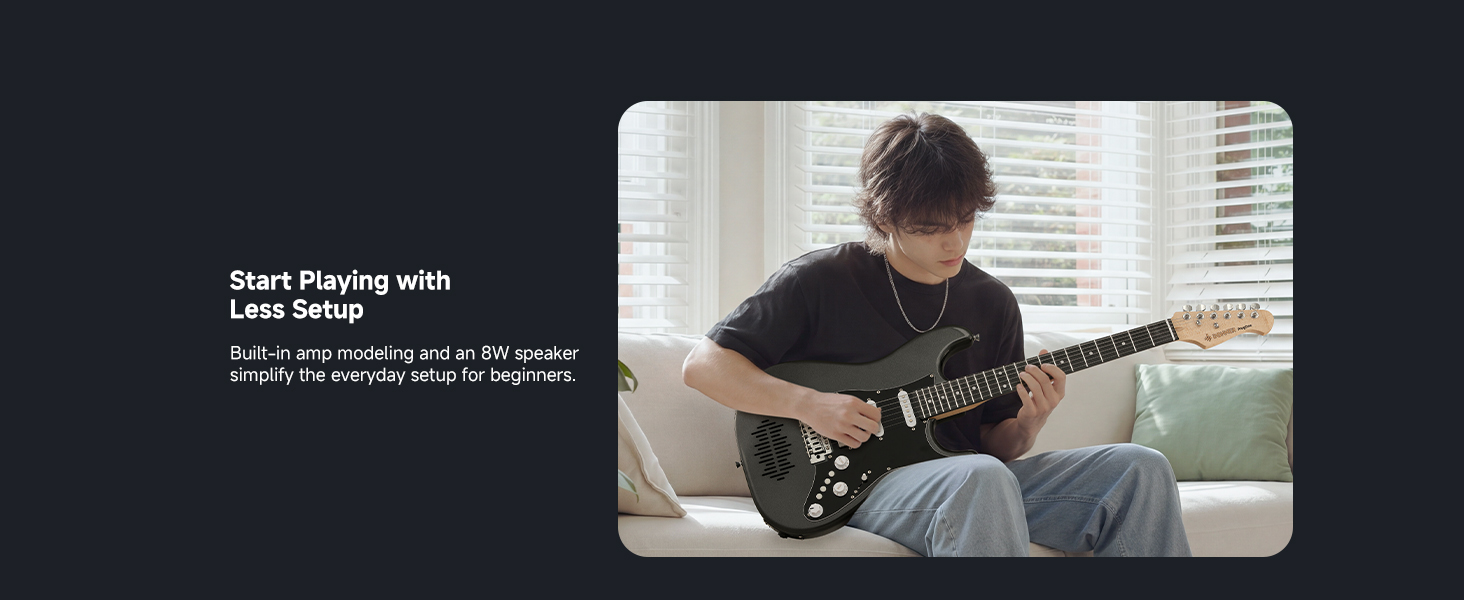 Start Playing with
Less Setup
Built-in amp modeling and an 8W speaker
simplify the everyday setup for beginners.